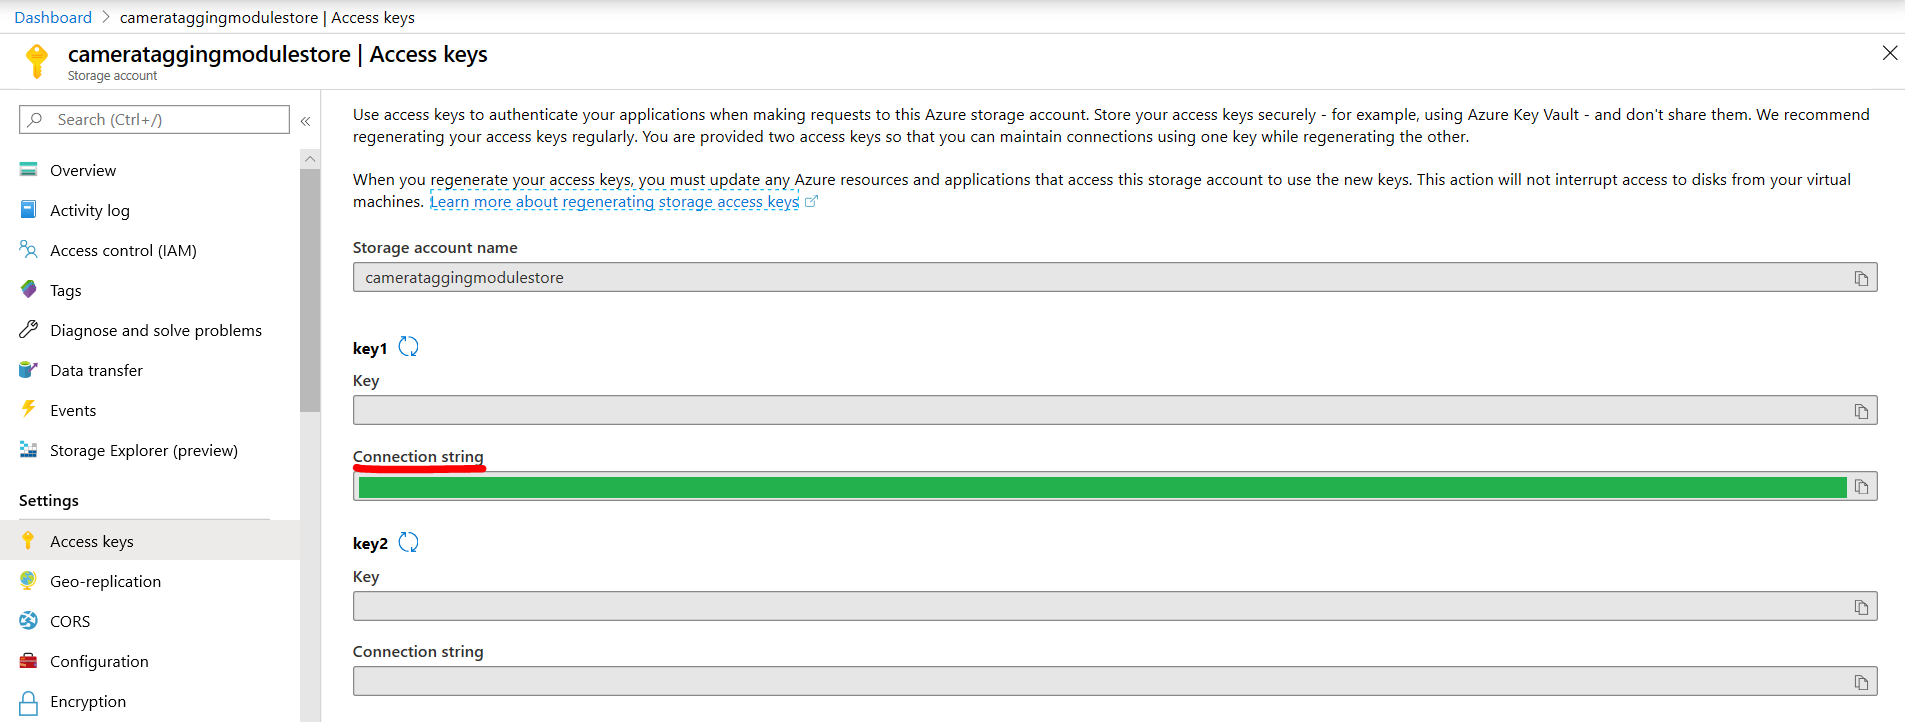 Dashboard > camerataggingmodulestore | Access keys
camerataggingmodulestore | Access keys
Storage account
Search (Ctrl+/)
Overview
Activity log
Access control (IAM)
Tags
Diagnose and solve problems
Data transfer
Events
Storage Explorer (preview)
Settings
Access keys
Geo-replication
CORS
Configuration
Encryption
Use access keys to authenticate your applications when making requests to this Azure storage account. Store your access keys securely - for example, using Azure Key Vault - and don't share them. We recommend
regenerating your access keys regularly. You are provided two access keys so that you can maintain connections using one key while regenerating the other.
When you regenerate your access keys, you must update any Azure resources and applications that access this storage account to use the new keys. This action will not interrupt access to disks from your virtual
machines. Learn more about regenerating storage access keys
Storage account name
camerataggingmodulestore
key1
Key
Connection string
key2
Key
Connection string